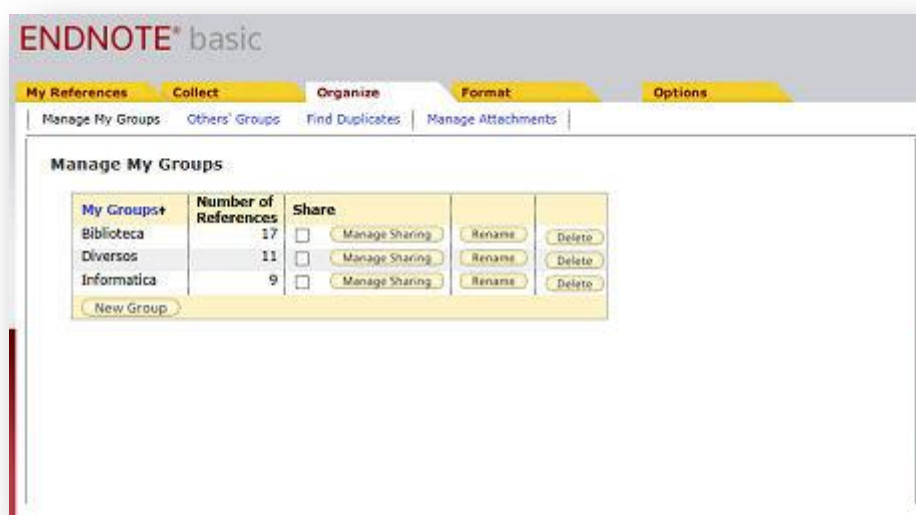 ENDNOTE® basic
My References Collect Organize Format Options
Manage My Groups Others' Groups Find Duplicates Manage Attachments
Manage My Groups
My Groups Number of References Share
Biblioteca 17 Manage Sharing Rename Delete
Diversos 11 Manage Sharing Rename Delete
Informatica 9 Manage Sharing Rename Delete
New Group